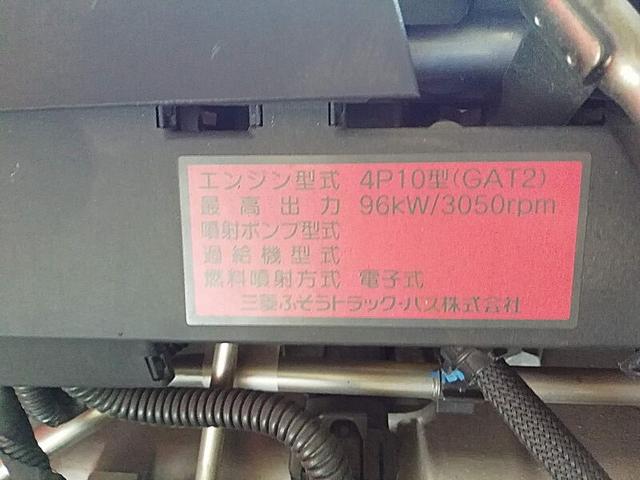 エンジン型式 4P10型(GAT2)
最高出力 96kW/3050rpm
噴射ポンプ型式
過給機型式
燃料噴射方式 電子式
三菱ふそうトラック・バス株式会社